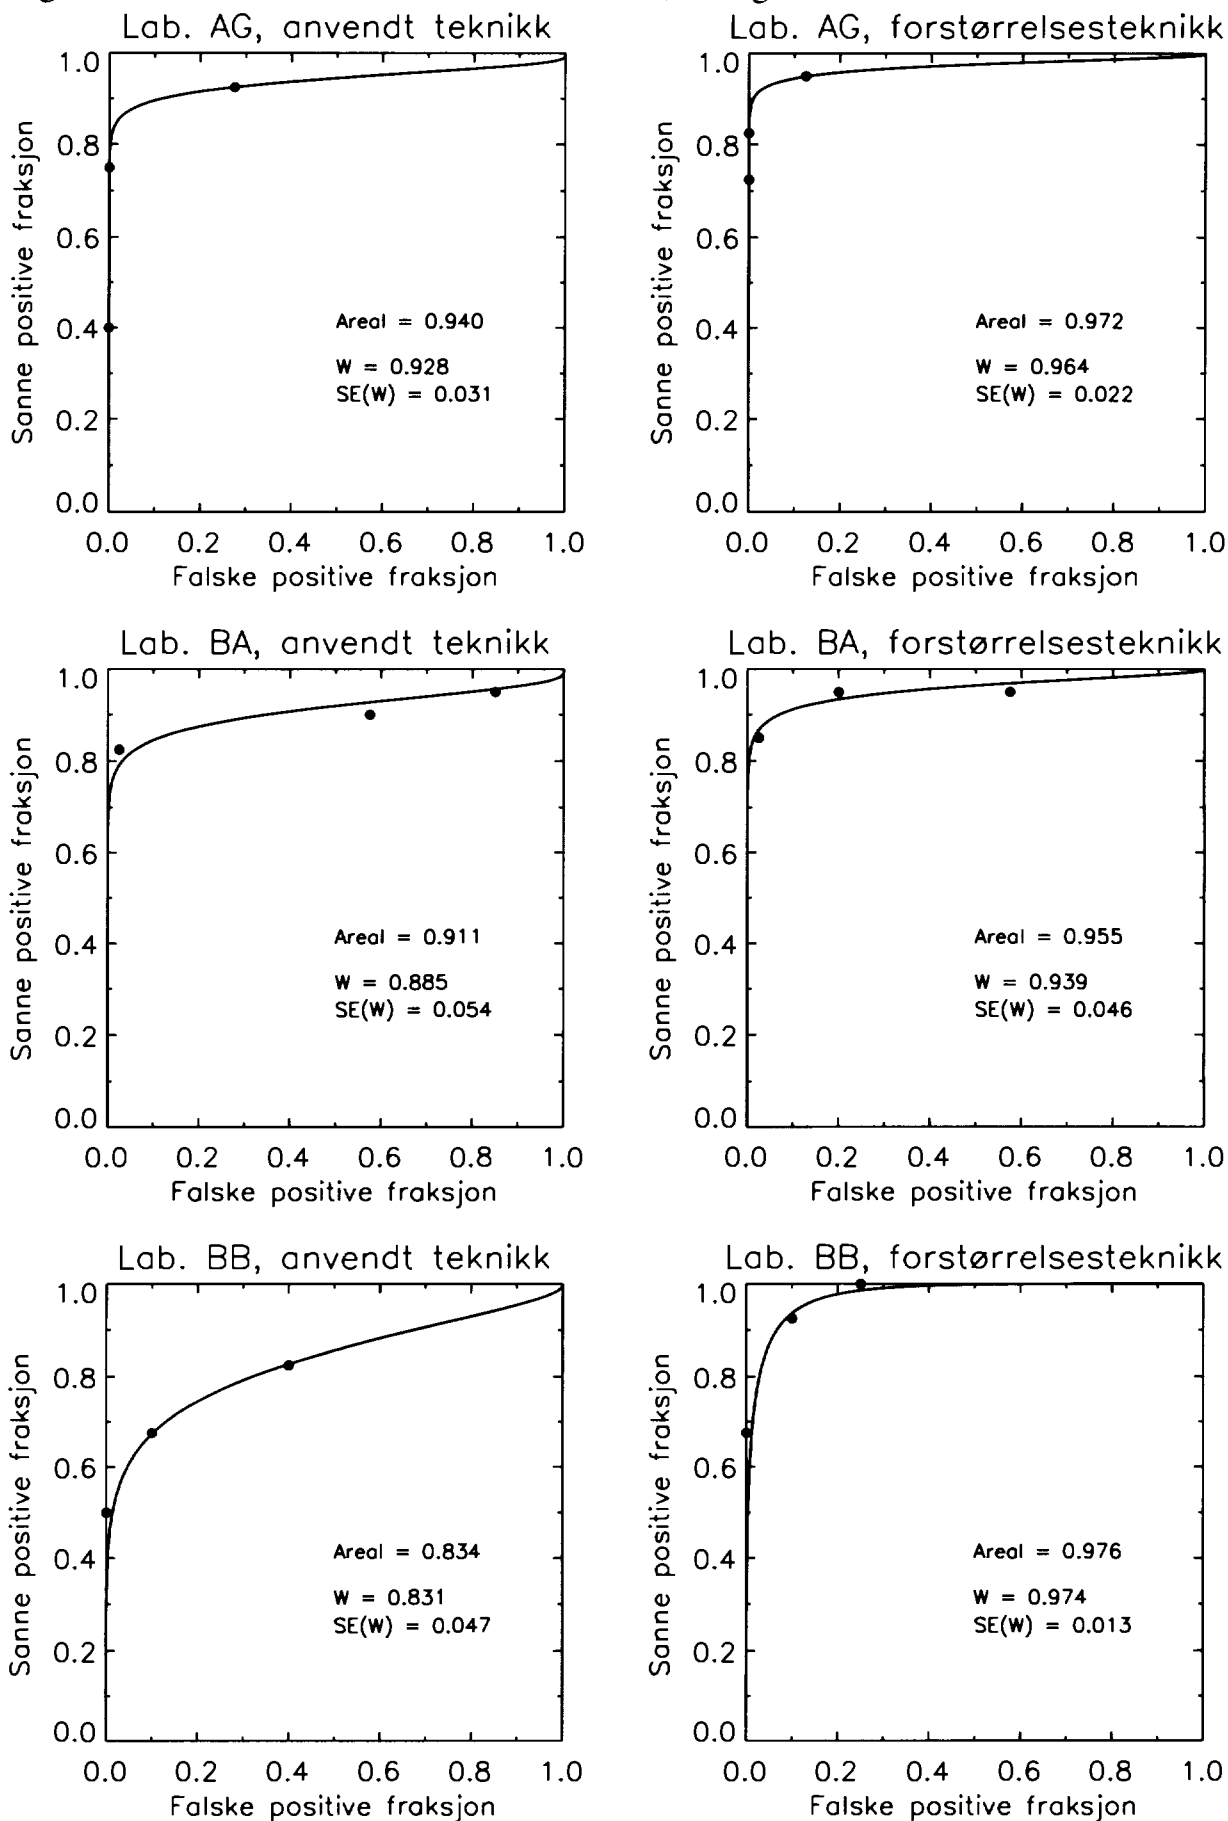 Lab. AG, anvendt teknikk
1.0
0.8
0.6
0.4
0.2
0.0
Sanne positive fraksjon
Areal = 0.940
W = 0.928
SE(W) = 0.031
0.0 0.2 0.4 0.6 0.8 1.0
Falske positive fraksjon
Lab. AG, forstørrelsesteknikk
1.0
0.8
0.6
0.4
0.2
0.0
Sanne positive fraksjon
Areal = 0.972
W = 0.964
SE(W) = 0.022
0.0 0.2 0.4 0.6 0.8 1.0
Falske positive fraksjon
Lab. BA, anvendt teknikk
1.0
0.8
0.6
0.4
0.2
0.0
Sanne positive fraksjon
Areal = 0.911
W = 0.885
SE(W) = 0.054
0.0 0.2 0.4 0.6 0.8 1.0
Falske positive fraksjon
Lab. BA, forstørrelsesteknikk
1.0
0.8
0.6
0.4
0.2
0.0
Sanne positive fraksjon
Areal = 0.955
W = 0.939
SE(W) = 0.046
0.0 0.2 0.4 0.6 0.8 1.0
Falske positive fraksjon
Lab. BB, anvendt teknikk
1.0
0.8
0.6
0.4
0.2
0.0
Sanne positive fraksjon
Areal = 0.834
W = 0.831
SE(W) = 0.047
0.0 0.2 0.4 0.6 0.8 1.0
Falske positive fraksjon
Lab. BB, forstørrelsesteknikk
1.0
0.8
0.6
0.4
0.2
0.0
Sanne positive fraksjon
Areal = 0.976
W = 0.974
SE(W) = 0.013
0.0 0.2 0.4 0.6 0.8 1.0
Falske positive fraksjon